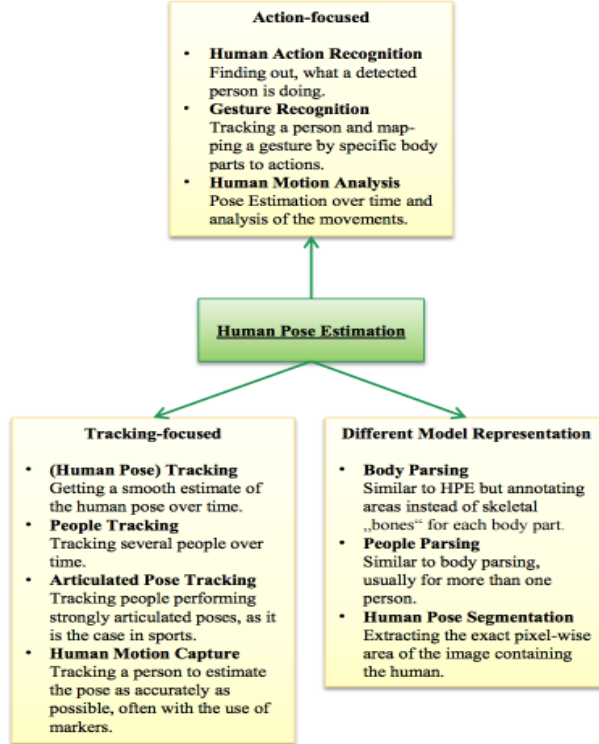 Action-focused
• Human Action Recognition
Finding out, what a detected
person is doing.
• Gesture Recognition
Tracking a person and map-
ping a gesture by specific body
parts to actions.
• Human Motion Analysis
Pose Estimation over time and
analysis of the movements.
Human Pose Estimation
Tracking-focused
• (Human Pose) Tracking
Getting a smooth estimate of
the human pose over time.
• People Tracking
Tracking several people over
time.
• Articulated Pose Tracking
Tracking people performing
strongly articulated poses, as it
is the case in sports.
• Human Motion Capture
Tracking a person to estimate
the pose as accurately as
possible, often with the use of
markers.
Different Model Representation
• Body Parsing
Similar to HPE but annotating
areas instead of skeletal
„bones“ for each body part.
• People Parsing
Similar to body parsing,
usually for more than one
person.
• Human Pose Segmentation
Extracting the exact pixel-wise
area of the image containing
the human.